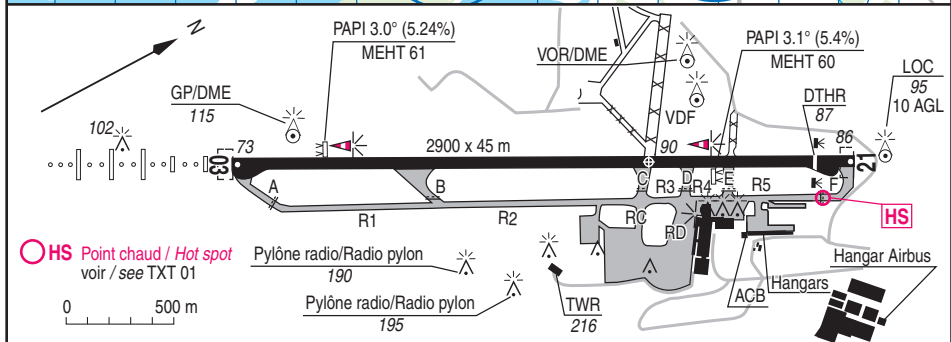 N
PAPI 3.0° (5.24%)
MEHT 61
VOR/DME
PAPI 3.1° (5.4%)
MEHT 60
LOC
95
10 AGL
GP/DME
115
DTHR
87
VDF
102
73
2900 x 45 m
90
86
03
21
A
B
C
D
E
F
R3
R4
R5
R1
R2
RC
RD
HS
HS Point chaud / Hot spot
voir / see TXT 01
Pylône radio/Radio pylon
190
Pylône radio/Radio pylon
195
TWR
216
ACB
Hangars
Hangar Airbus
0 500 m